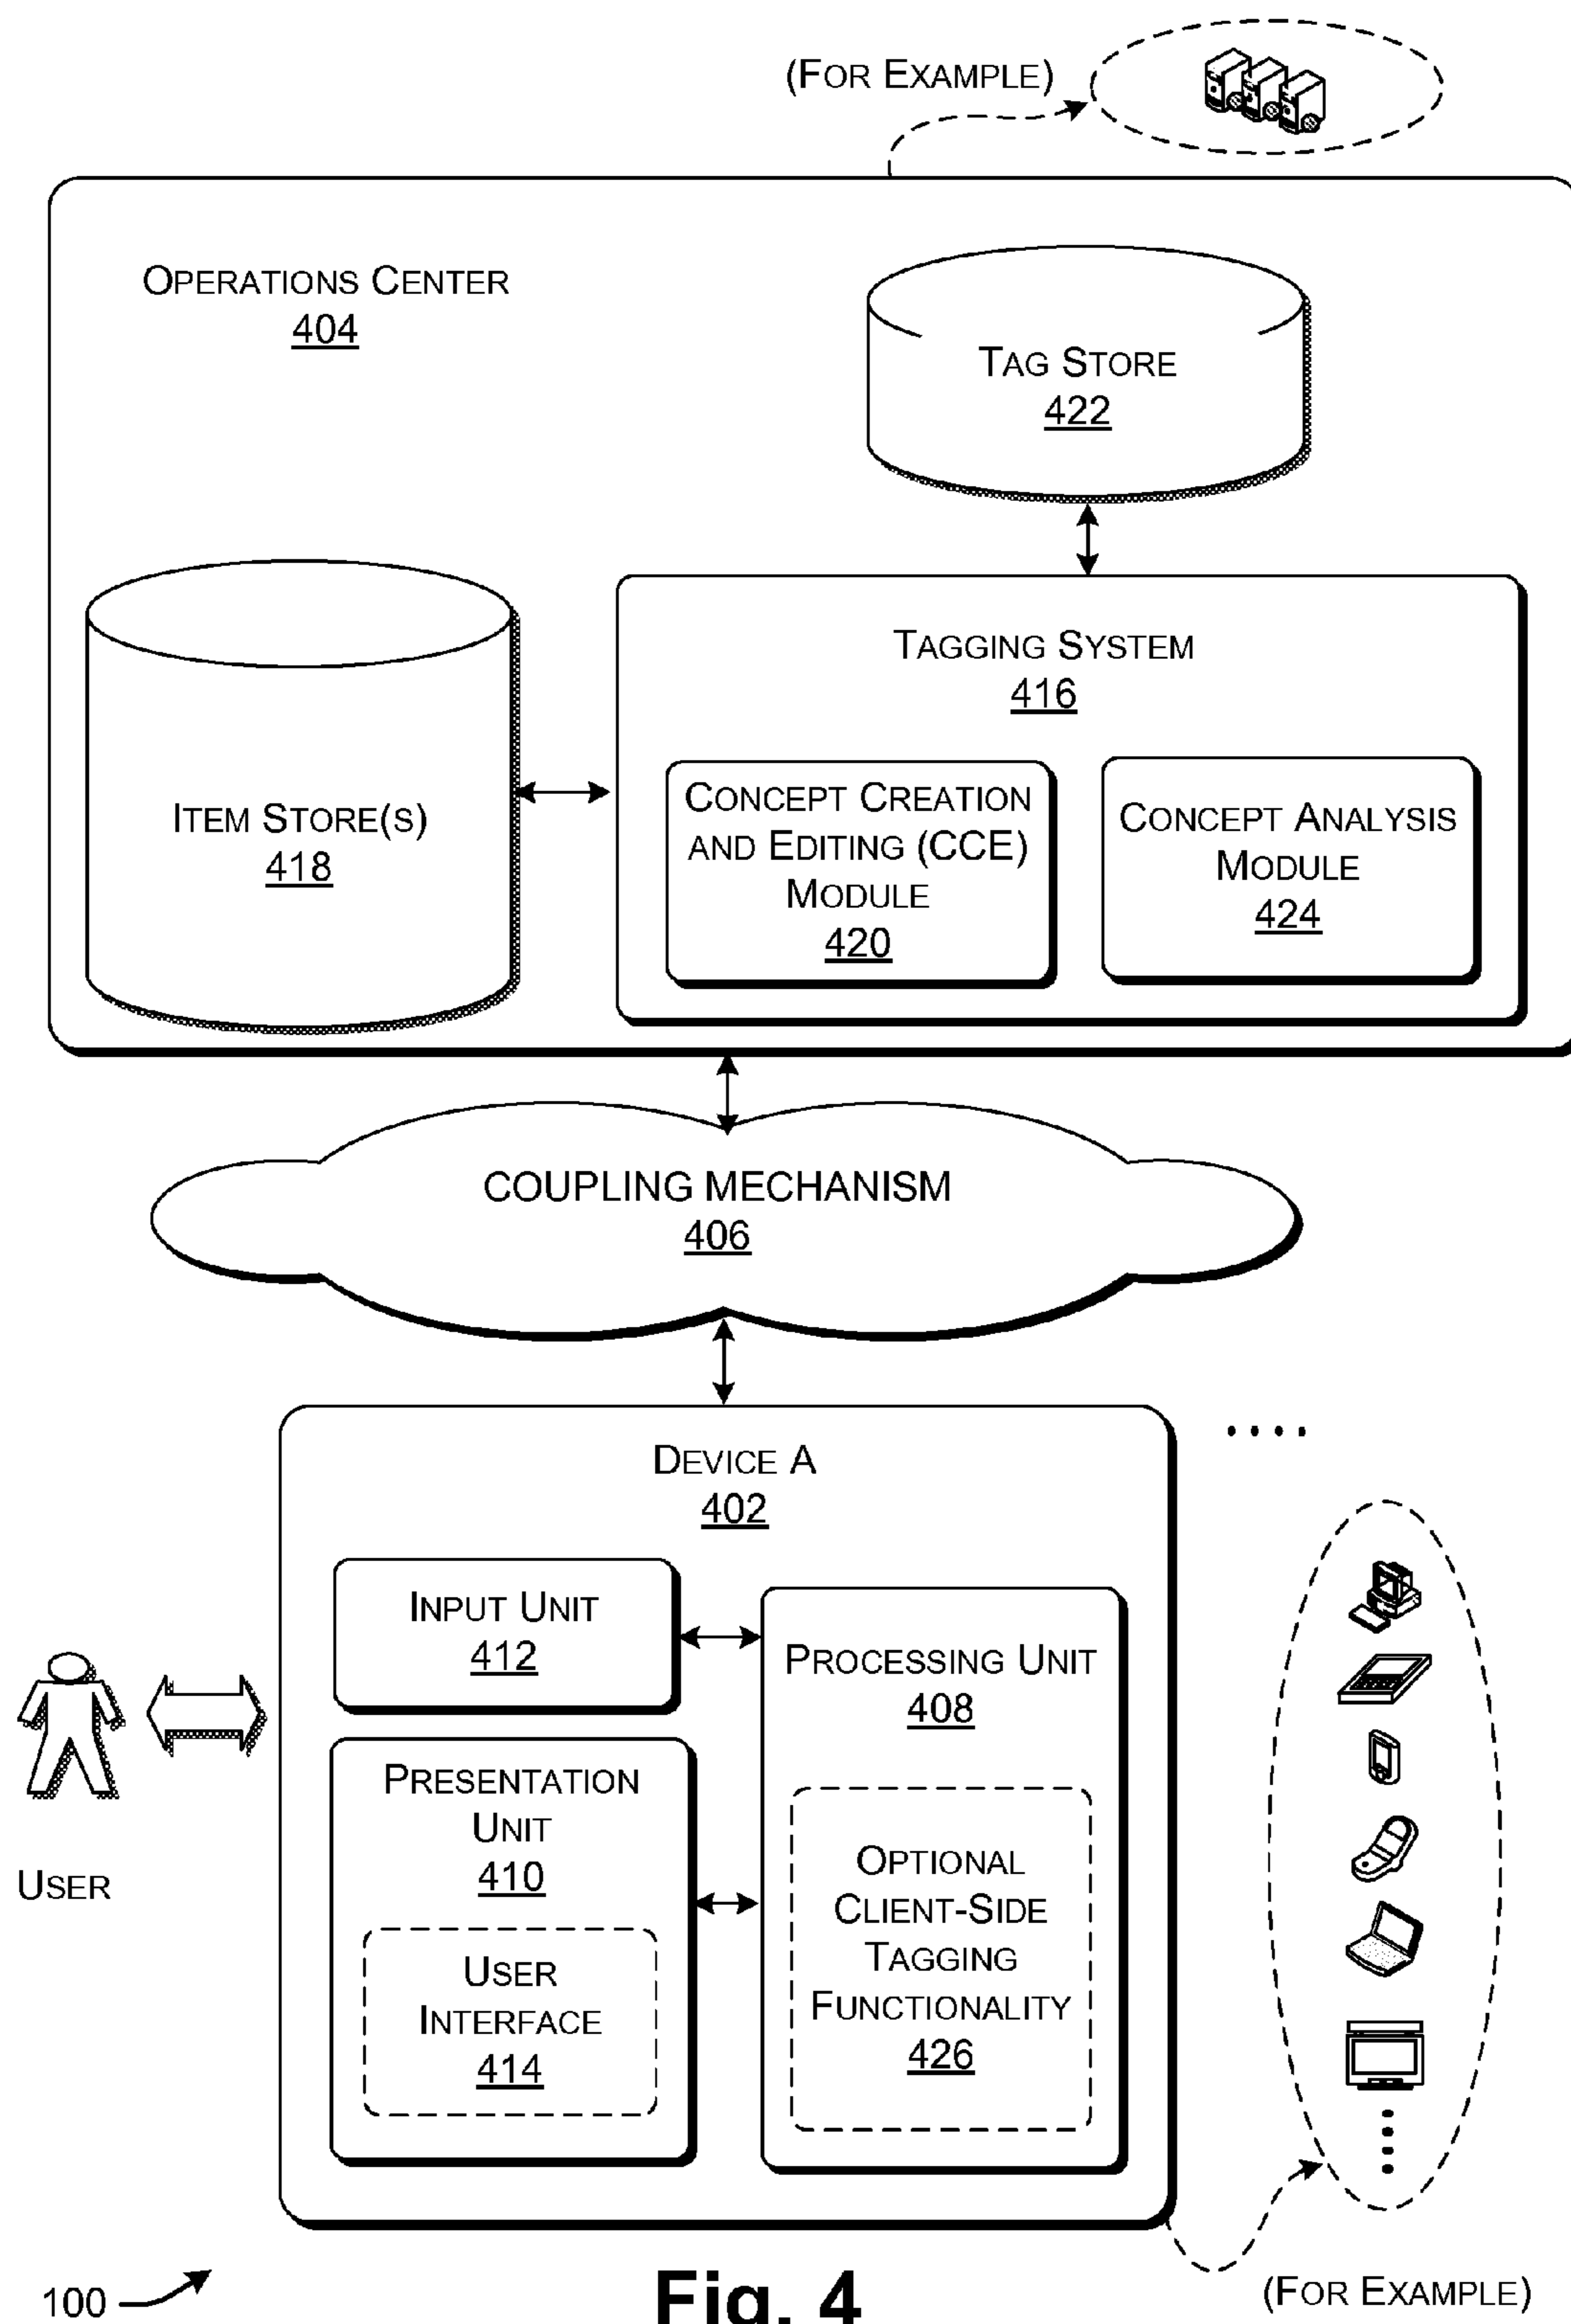 (FOR EXAMPLE)
OPERATIONS CENTER
404
TAG STORE
422
TAGGING SYSTEM
416
ITEM STORE(S)
418
CONCEPT CREATION
AND EDITING (CCE)
MODULE
420
CONCEPT ANALYSIS
MODULE
424
COUPLING MECHANISM
406
DEVICE A
402
INPUT UNIT
412
PROCESSING UNIT
408
PRESENTATION
UNIT
410
USER
INTERFACE
414
OPTIONAL
CLIENT-SIDE
TAGGING
FUNCTIONALITY
426
USER
100
Fig. 4
(FOR EXAMPLE)